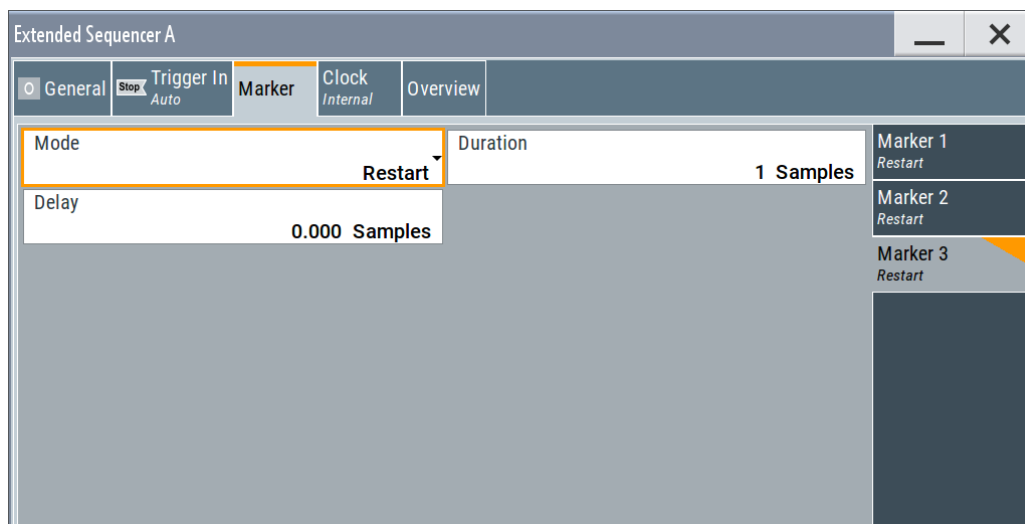 Extended Sequencer A
General
Stop
Trigger In
Auto
Marker
Clock
Internal
Overview
Mode
Restart
Duration
1 Samples
Delay
0.000 Samples
Marker 1
Restart
Marker 2
Restart
Marker 3
Restart